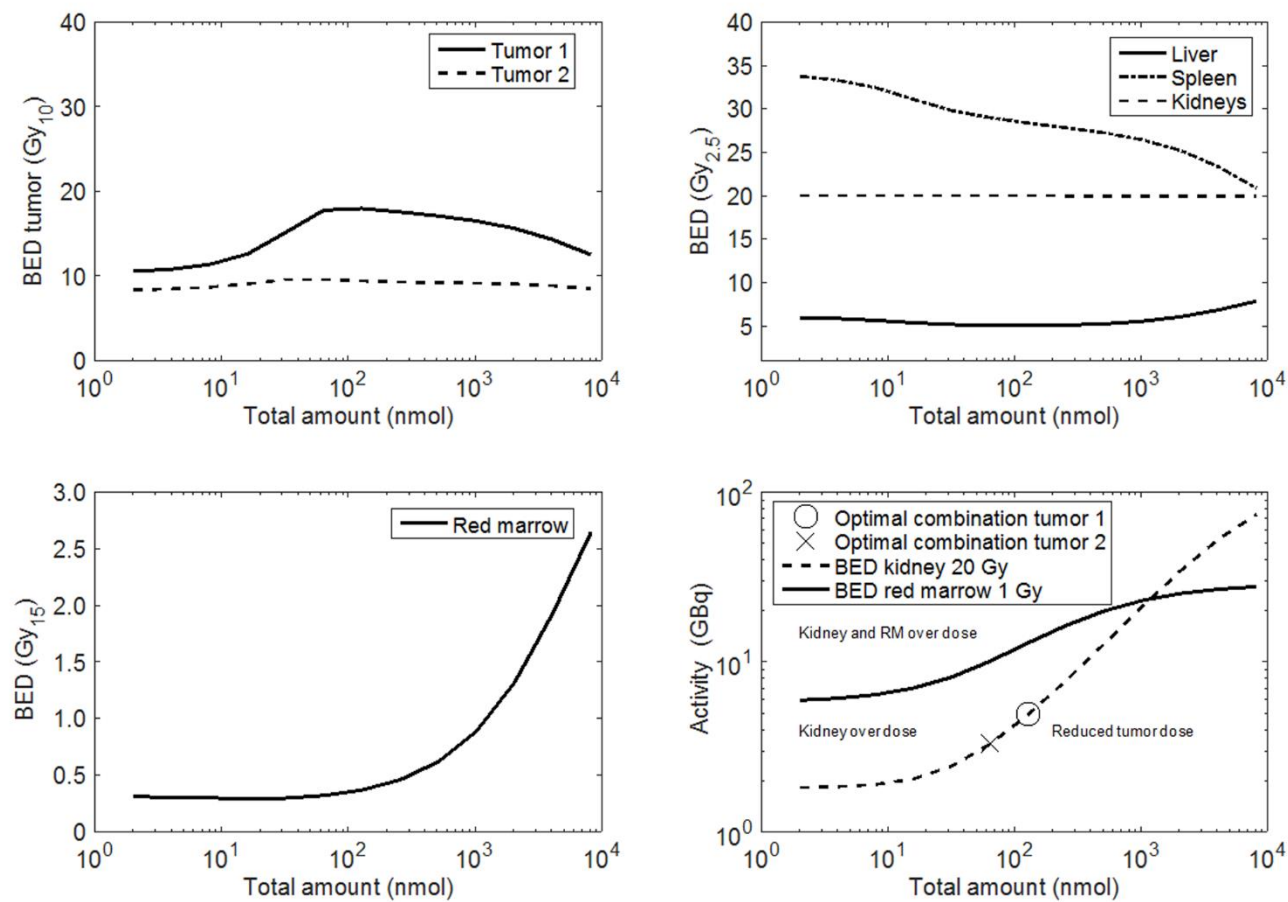 40
30
20
10
0
BED tumor (Gy10)
Tumor 1
Tumor 2
10^0 10^1 10^2 10^3 10^4
Total amount (nmol)
40
35
30
25
20
15
10
5
BED (Gy2.5)
Liver
Spleen
Kidneys
10^0 10^1 10^2 10^3 10^4
Total amount (nmol)
3.0
2.5
2.0
1.5
1.0
0.5
0
BED (Gy15)
Red marrow
10^0 10^1 10^2 10^3 10^4
Total amount (nmol)
10^2
10^1
10^0
Activity (GBq)
Optimal combination tumor 1
Optimal combination tumor 2
BED kidney 20 Gy
BED red marrow 1 Gy
Kidney and RM over dose
Kidney over dose
Reduced tumor dose
10^0 10^1 10^2 10^3 10^4
Total amount (nmol)